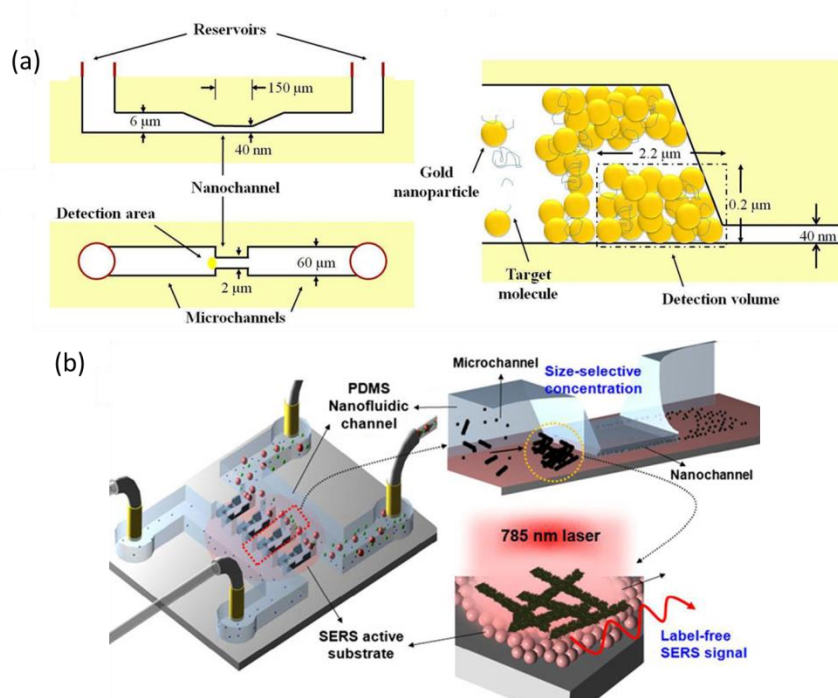 (a)
Reservoirs
150 μm
6 μm
40 nm
Nanochannel
Detection area
60 μm
2 μm
Microchannels
Gold
nanoparticle
2.2 μm
0.2 μm
40 nm
Target
molecule
Detection volume
(b)
PDMS
Nanofluidic
channel
Microchannel
Size-selective
concentration
Nanochannel
785 nm laser
SERS active
substrate
Label-free
SERS signal